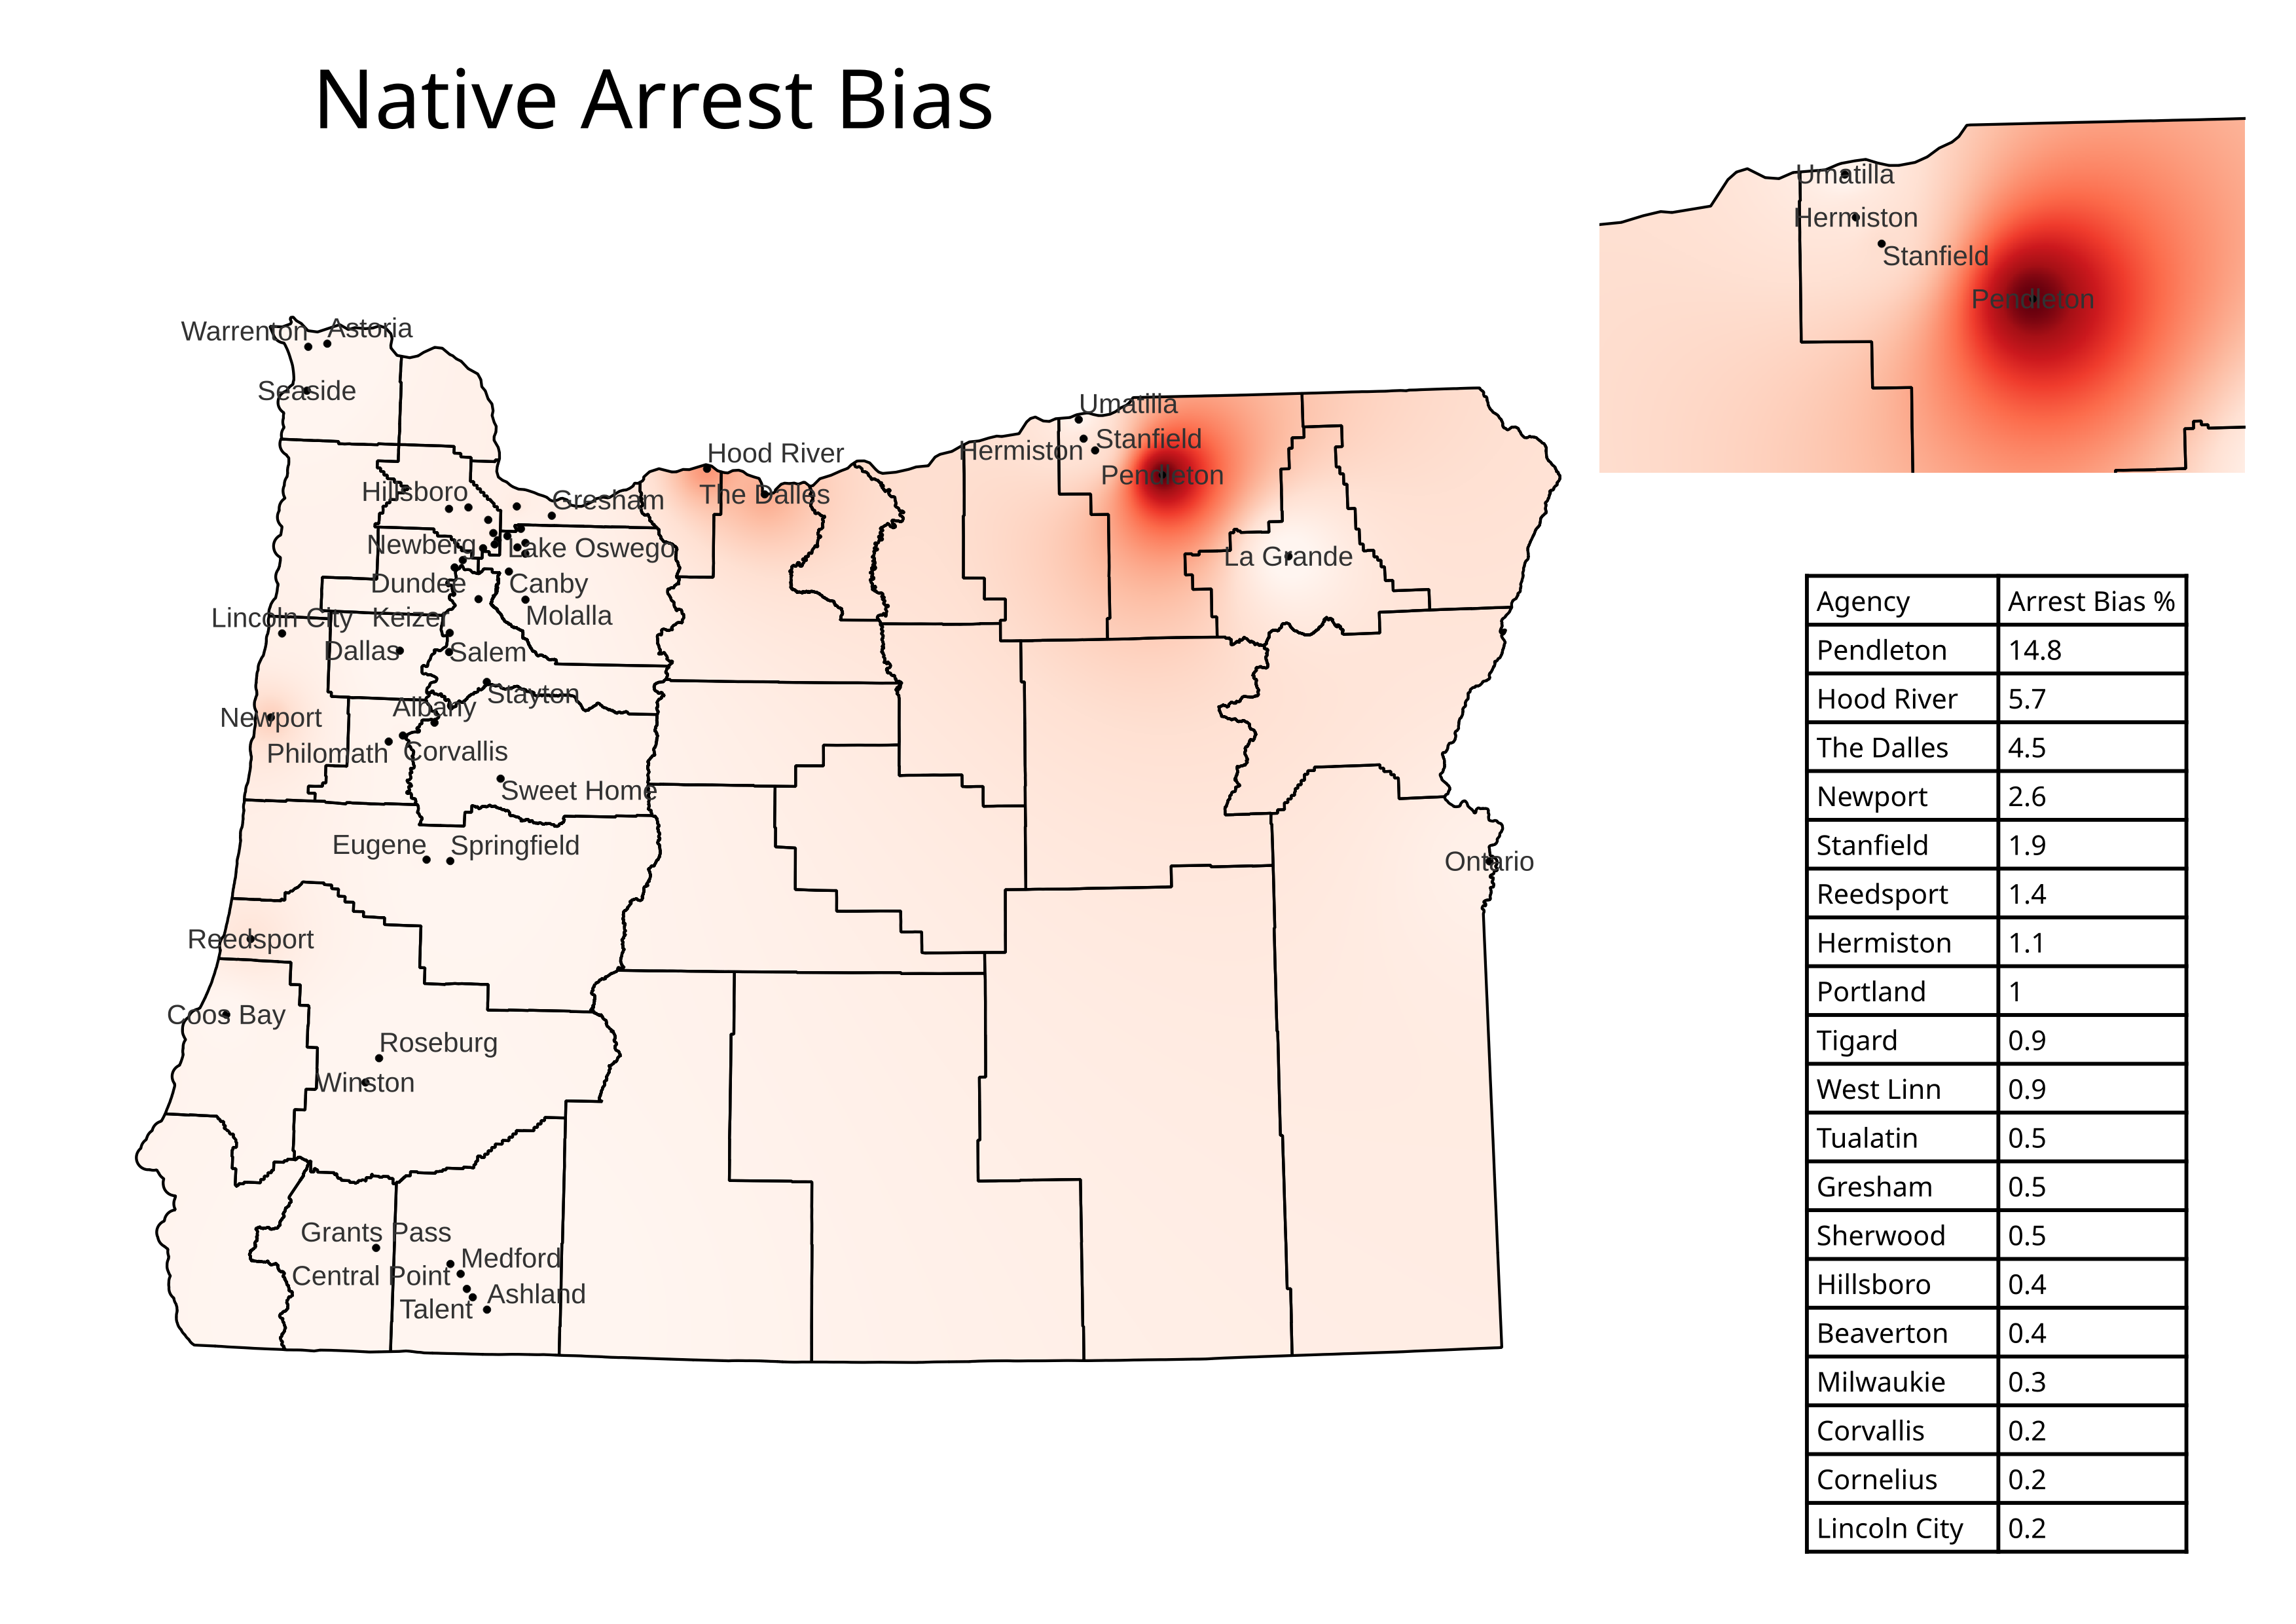 Native Arrest Bias
Umatilla
Hermiston
Stanfield
Pendleton
Warrenton
Astoria
Seaside
Umatilla
Hood River
Hermiston
Stanfield
Pendleton
Hillsboro
The Dalles
Gresham
Newberg
Lake Oswego
La Grande
Dundee
Canby
Lincoln City
Keizer
Molalla
Dallas
Salem
Stayton
Albany
Newport
Philomath
Corvallis
Sweet Home
Eugene
Springfield
Ontario
Reedsport
Coos Bay
Roseburg
Winston
Grants Pass
Medford
Central Point
Ashland
Talent
Agency Arrest Bias %
Pendleton 14.8
Hood River 5.7
The Dalles 4.5
Newport 2.6
Stanfield 1.9
Reedsport 1.4
Hermiston 1.1
Portland 1
Tigard 0.9
West Linn 0.9
Tualatin 0.5
Gresham 0.5
Sherwood 0.5
Hillsboro 0.4
Beaverton 0.4
Milwaukie 0.3
Corvallis 0.2
Cornelius 0.2
Lincoln City 0.2